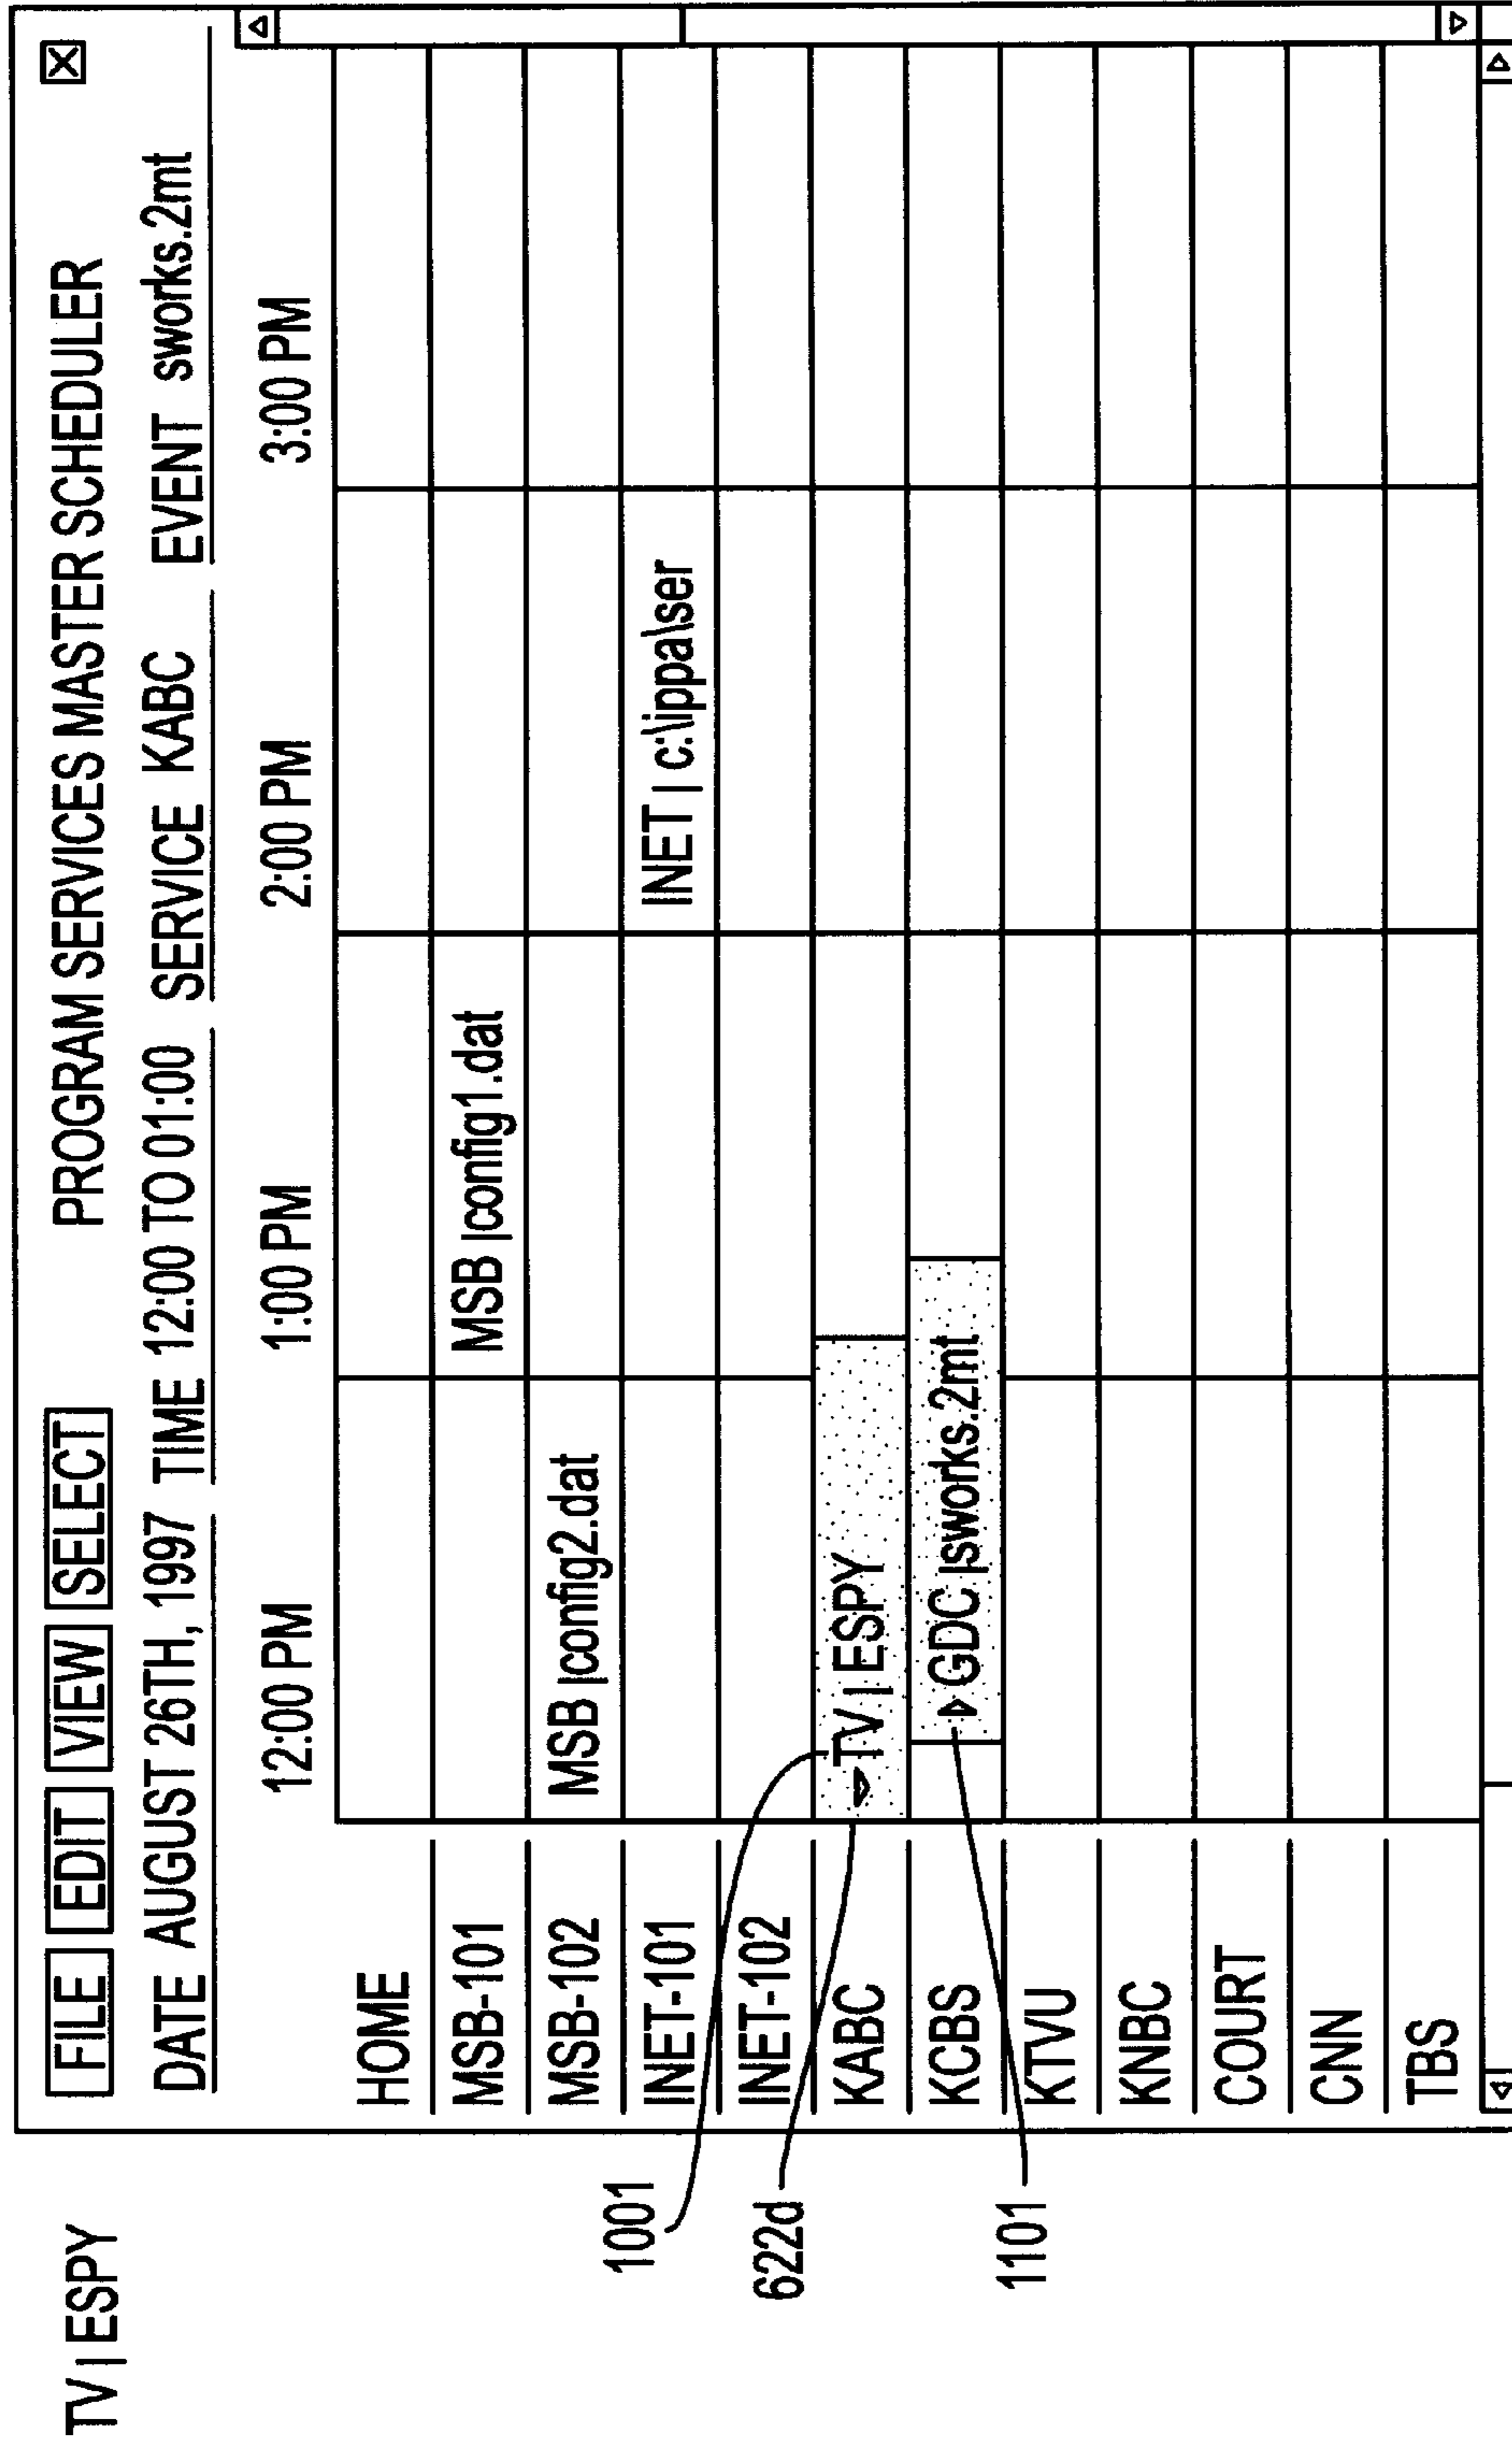 TV | ESPY
FILE EDIT VIEW SELECT PROGRAM SERVICES MASTER SCHEDULER X
DATE AUGUST 26TH, 1997 TIME 12:00 TO 01:00 SERVICE KABC EVENT sworks.2mt
12:00 PM 1:00 PM 2:00 PM 3:00 PM
HOME
MSB-101 MSB |config1.dat
MSB-102 MSB |config2.dat
INET-101 INET | c:\ippa\ser
INET-102
KABC TV | ESPY
KCBS GDC |sworks.2mt
KTVU
KNBC
COURT
CNN
TBS
1001
622d
1101